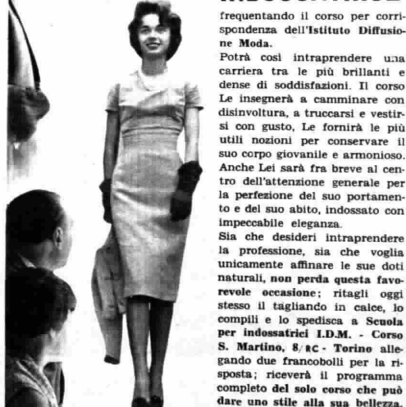 frequentando il corso per corri-
spondenza dell'Istituto Diffusio-
ne Moda.
Potrà così intraprendere una
carriera tra le più brillanti e
dense di soddisfazioni. Il corso
Le insegnerà a camminare con
disinvoltura, a truccarsi e vestir-
si con gusto, Le fornirà le più
utili nozioni per conservare il
suo corpo giovanile e armonioso.
Anche Lei sarà fra breve al cen-
tro dell'attenzione generale per
la perfezione del suo portamen-
to e del suo abito, indossato con
impeccabile eleganza.
Sia che desideri intraprendere
la professione, sia che voglia
unicamente affinare le sue doti
naturali, non perda questa favo-
revole occasione; ritagli oggi
stesso il tagliando in calce, lo
compili e lo spedisca a Scuola
per indossatrici I.D.M. - Corso
S. Martino, 8/RC - Torino alle-
gando due francobolli per la ri-
sposta; riceverà il programma
completo del solo corso che può
dare uno stile alla sua bellezza.